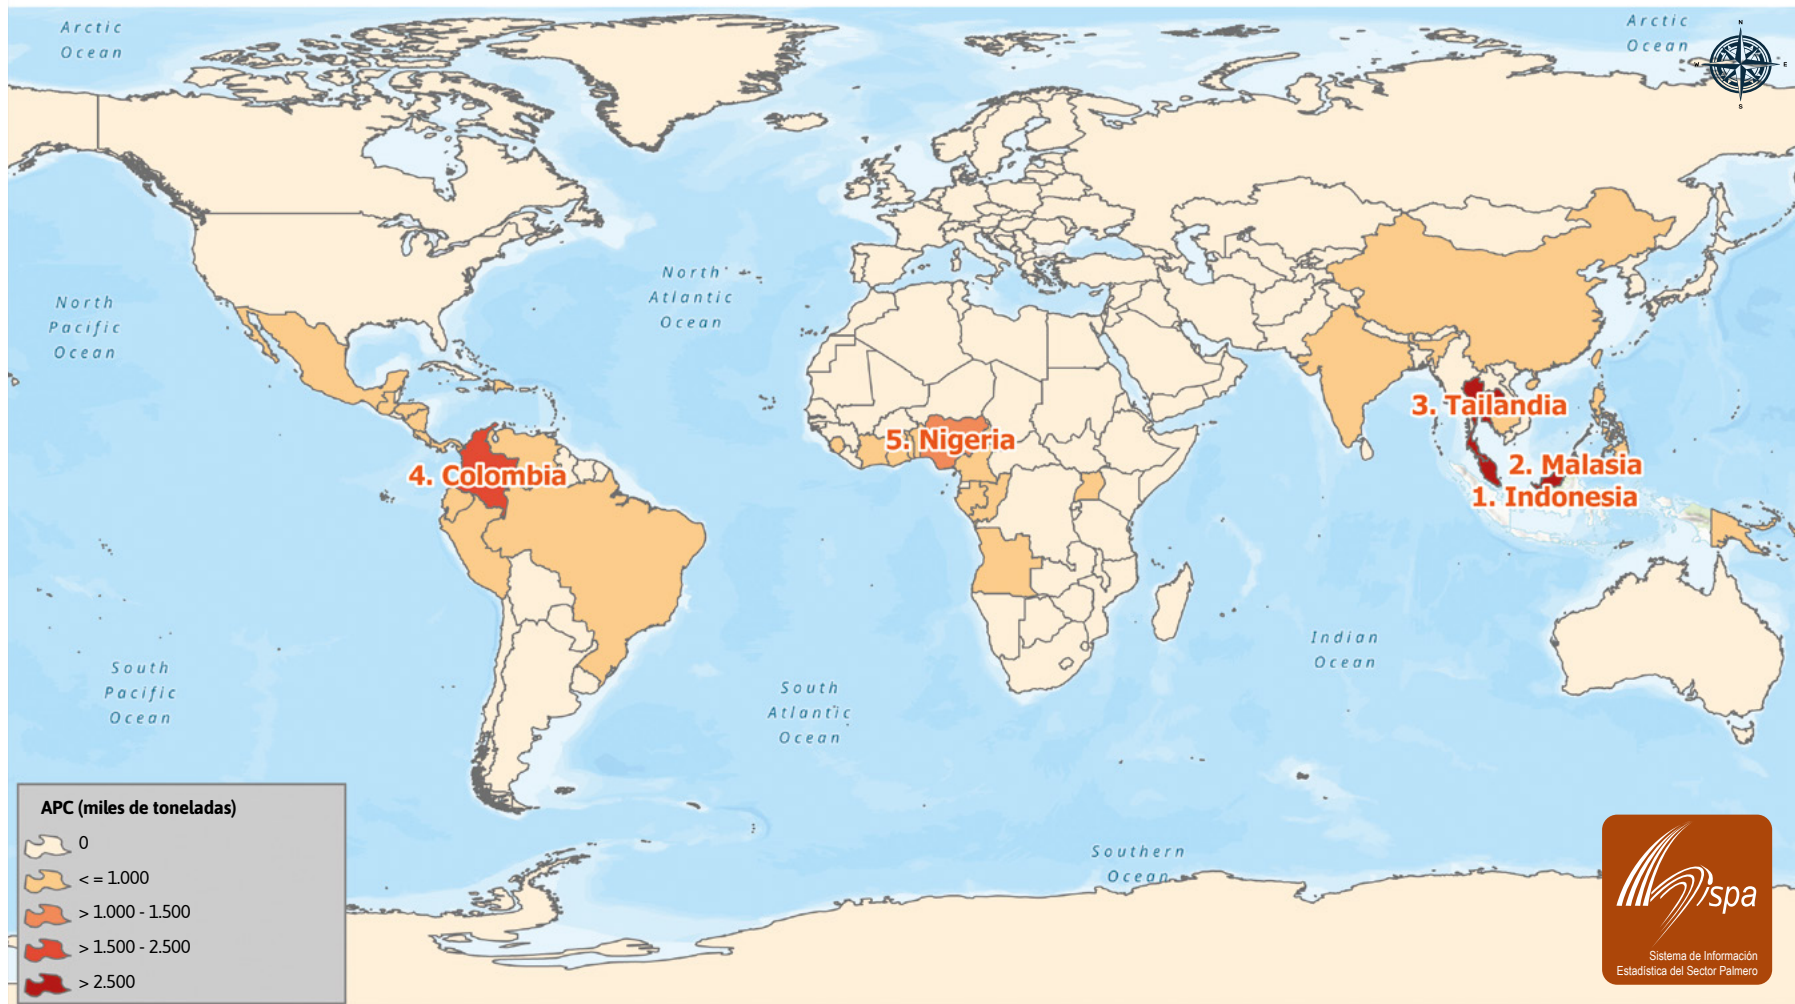 Arctic
Ocean
Arctic
Ocean
N
W
E
S
North
Pacific
Ocean
North
Atlantic
Ocean
3. Tailandia
5. Nigeria
4. Colombia
2. Malasia
1. Indonesia
Indian
Ocean
South
Pacific
Ocean
South
Atlantic
Ocean
Southern
Ocean
APC (miles de toneladas)
0
< = 1.000
> 1.000 - 1.500
> 1.500 - 2.500
> 2.500
Sispa
Sistema de Información
Estadística del Sector Palmero